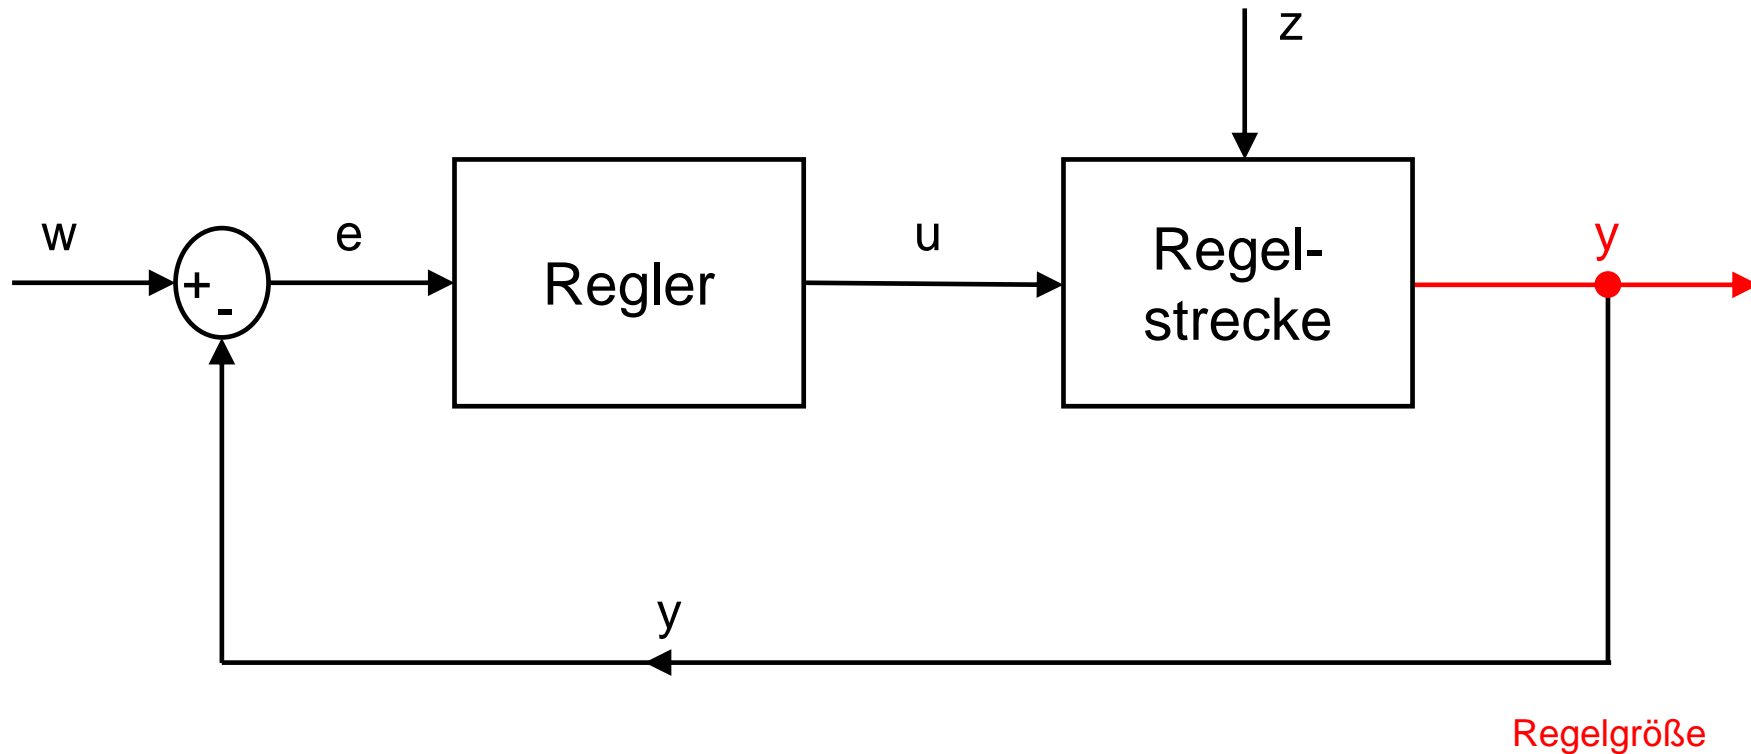 z
w
e
u
y
+
-
Regler
Regel-
strecke
y
Regelgröße